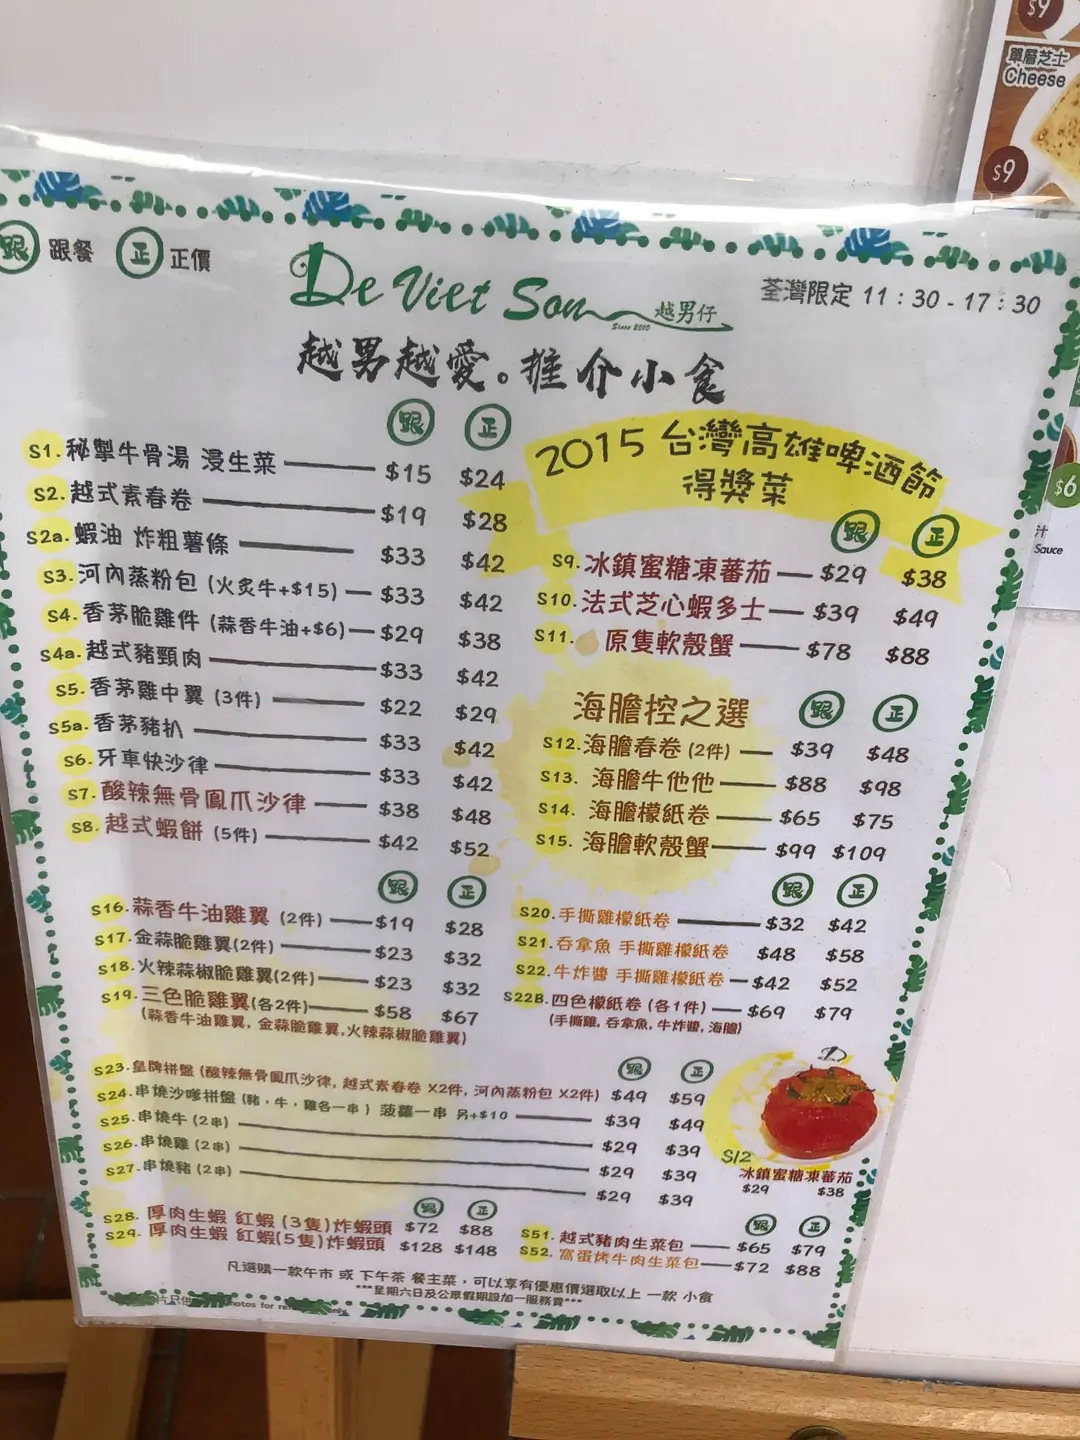 $9
單層芝士
Cheese
$9
$6
汁
Sauce
跟 跟餐 正 正價
De Viet Son 越男仔
Since 2010
荃灣限定 11：30 - 17：30
越男越愛。推介小食
跟 正
S1. 秘掣牛骨湯 浸生菜 $15 $24
S2. 越式素春卷 $19 $28
S2a. 蝦油 炸粗薯條 $33 $42
S3. 河內蒸粉包 (火炙牛+$15) $33 $42
S4. 香茅脆雞件 (蒜香牛油+$6) $29 $38
S4a. 越式豬頸肉 $33 $42
S5. 香茅雞中翼 (3件) $22 $29
S5a. 香茅豬扒 $33 $42
S6. 牙車快沙律 $33 $42
S7. 酸辣無骨鳳爪沙律 $38 $48
S8. 越式蝦餅 (5件) $42 $52
2015 台灣高雄啤酒節
得獎菜
跟 正
S9. 冰鎮蜜糖凍蕃茄 $29 $38
S10. 法式芝心蝦多士 $39 $49
S11. 原隻軟殼蟹 $78 $88
海膽控之選 跟 正
S12. 海膽春卷 (2件) $39 $48
S13. 海膽牛他他 $88 $98
S14. 海膽檬紙卷 $65 $75
S15. 海膽軟殼蟹 $99 $109
跟 正
S16. 蒜香牛油雞翼 (2件) $19 $28
S17. 金蒜脆雞翼(2件) $23 $32
S18. 火辣蒜椒脆雞翼(2件) $23 $32
S19. 三色脆雞翼(各2件) $58 $67
(蒜香牛油雞翼, 金蒜脆雞翼,火辣蒜椒脆雞翼)
跟 正
S20. 手撕雞檬紙卷 $32 $42
S21. 吞拿魚 手撕雞檬紙卷 $48 $58
S22. 牛炸醬 手撕雞檬紙卷 $42 $52
S22B. 四色檬紙卷 (各1件) $69 $79
(手撕雞, 吞拿魚, 牛炸醬, 海膽)
跟 正
S23. 皇牌拼盤 (酸辣無骨鳳爪沙律, 越式素春卷 X2件, 河內蒸粉包 X2件) $49 $59
S24. 串燒沙嗲拼盤 (豬，牛，雞各一串) 菠蘿一串 另+$10 $39 $49
S25. 串燒牛 (2串) $29 $39
S26. 串燒雞 (2串) $29 $39
S27. 串燒豬 (2串) $29 $39
S12
冰鎮蜜糖凍蕃茄
$29 $38
跟 正
S28. 厚肉生蝦 紅蝦 (3隻)炸蝦頭 $72 $88
S29. 厚肉生蝦 紅蝦(5隻)炸蝦頭 $128 $148
跟 正
S51. 越式豬肉生菜包 $65 $79
S52. 窩蛋烤牛肉生菜包 $72 $88
凡選購一款午市 或 下午茶 餐主菜，可以享有優惠價選取以上 一款 小食
***星期六日及公眾假期設加一服務費***
片只供 photos for only